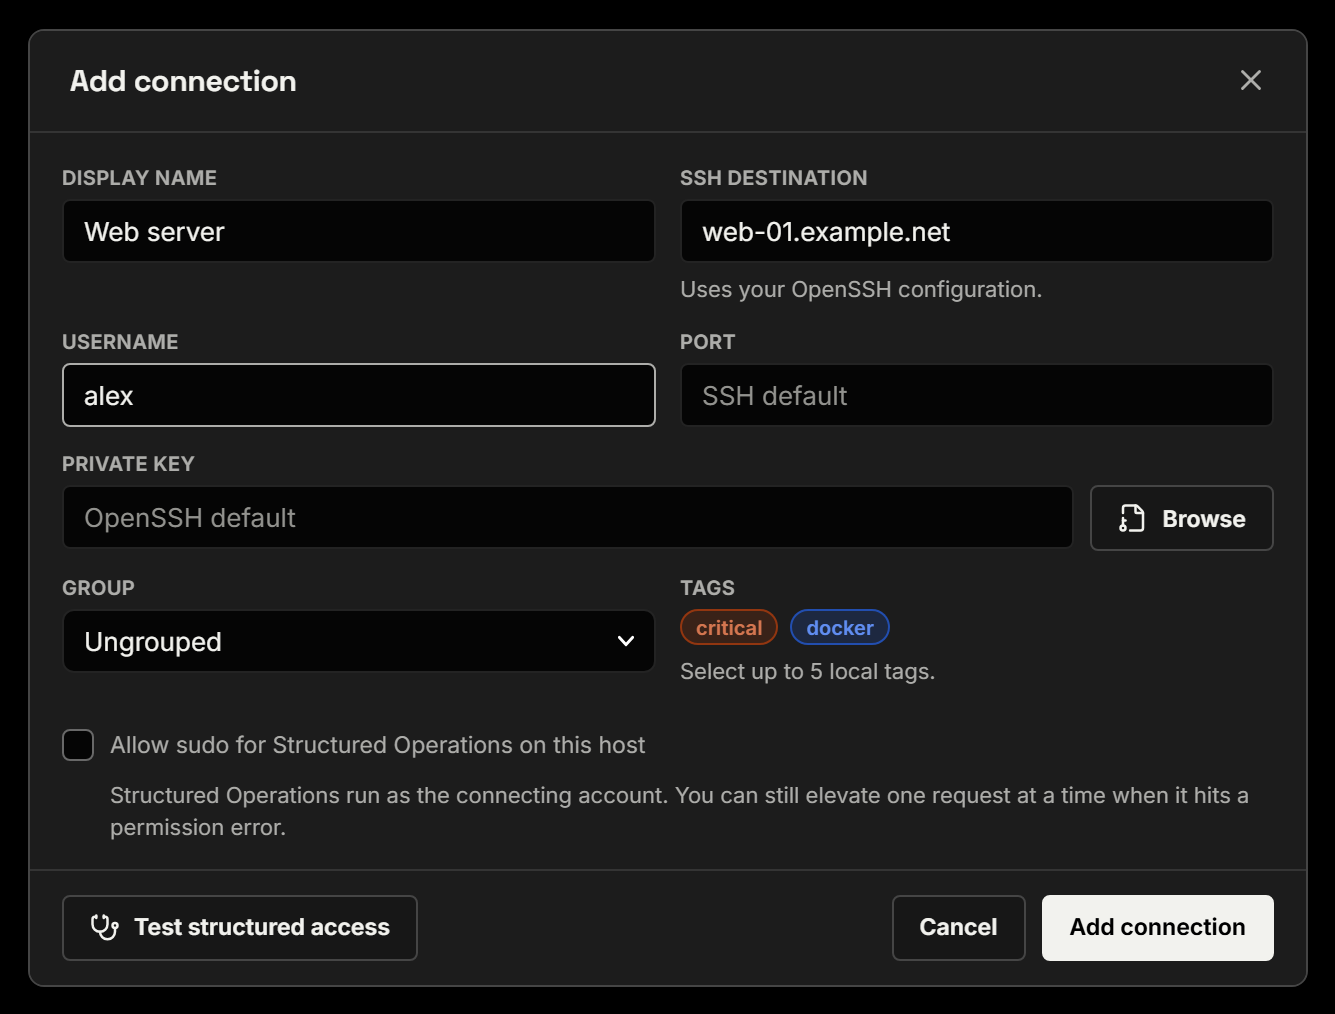 Add connection
DISPLAY NAME
SSH DESTINATION
Web server
web-01.example.net
Uses your OpenSSH configuration.
USERNAME
PORT
alex
SSH default
PRIVATE KEY
OpenSSH default
Browse
GROUP
TAGS
Ungrouped
critical
docker
Select up to 5 local tags.
Allow sudo for Structured Operations on this host
Structured Operations run as the connecting account. You can still elevate one request at a time when it hits a
permission error.
Test structured access
Cancel
Add connection